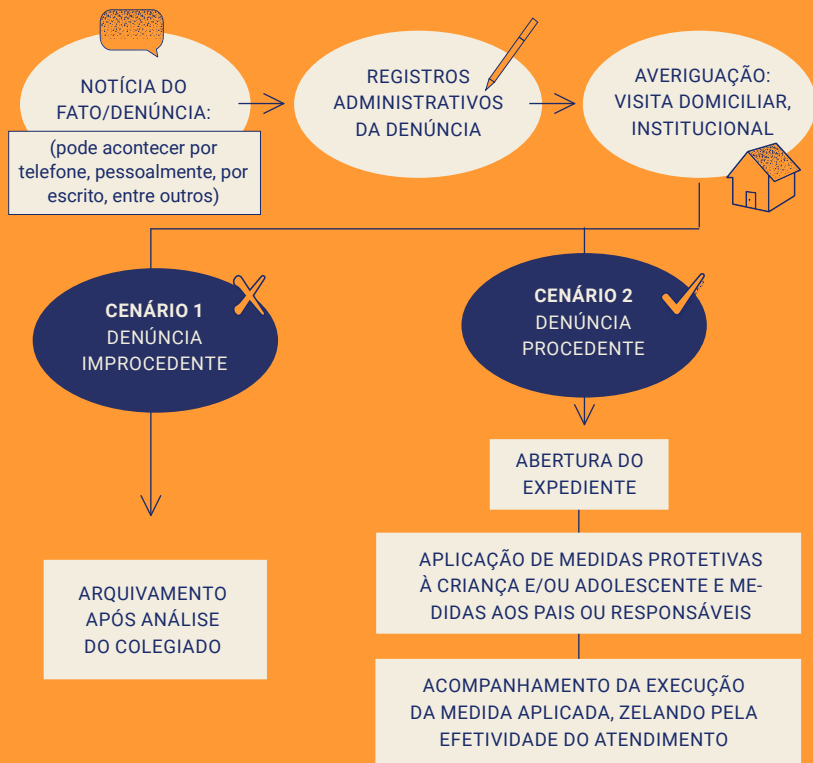 NOTÍCIA DO
FATO/DENÚNCIA:
(pode acontecer por
telefone, pessoalmente, por
escrito, entre outros)
REGISTROS
ADMINISTRATIVOS
DA DENÚNCIA
AVERIGUAÇÃO:
VISITA DOMICILIAR,
INSTITUCIONAL
CENÁRIO 1
DENÚNCIA
IMPROCEDENTE
ARQUIVAMENTO
APÓS ANÁLISE
DO COLEGIADO
CENÁRIO 2
DENÚNCIA
PROCEDENTE
ABERTURA DO
EXPEDIENTE
APLICAÇÃO DE MEDIDAS PROTETIVAS
À CRIANÇA E/OU ADOLESCENTE E ME-
DIDAS AOS PAIS OU RESPONSÁVEIS
ACOMPANHAMENTO DA EXECUÇÃO
DA MEDIDA APLICADA, ZELANDO PELA
EFETIVIDADE DO ATENDIMENTO